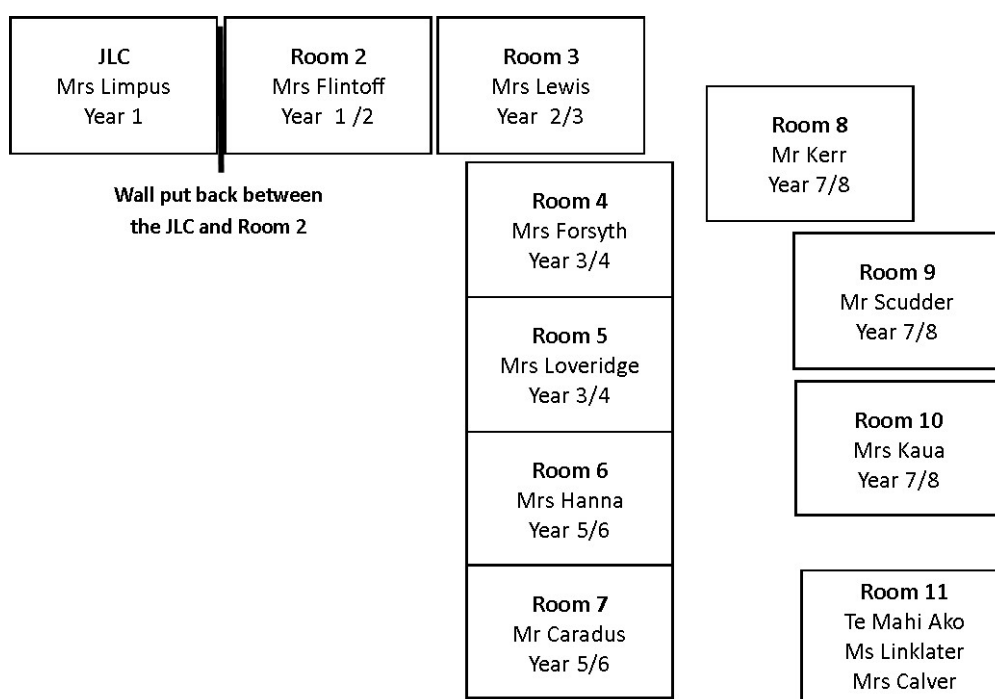 JLC
Mrs Limpus
Year 1
Room 2
Mrs Flintoff
Year 1 /2
Room 3
Mrs Lewis
Year 2/3
Wall put back between
the JLC and Room 2
Room 4
Mrs Forsyth
Year 3/4
Room 5
Mrs Loveridge
Year 3/4
Room 6
Mrs Hanna
Year 5/6
Room 7
Mr Caradus
Year 5/6
Room 8
Mr Kerr
Year 7/8
Room 9
Mr Scudder
Year 7/8
Room 10
Mrs Kaua
Year 7/8
Room 11
Te Mahi Ako
Ms Linklater
Mrs Calver